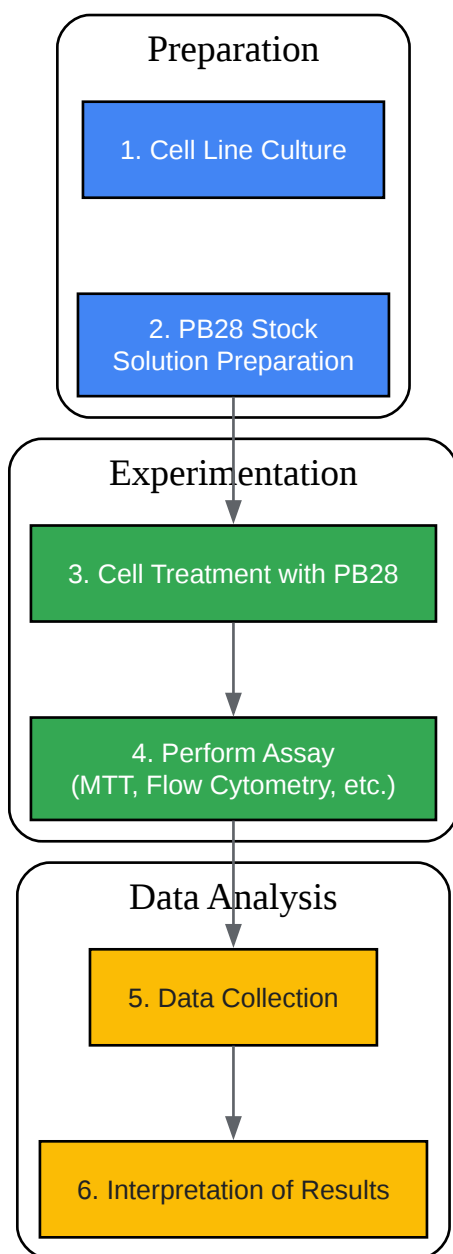 Preparation
1. Cell Line Culture
2. PB28 Stock
Solution Preparation
Experimentation
3. Cell Treatment with PB28
4. Perform Assay
(MTT, Flow Cytometry, etc.)
Data Analysis
5. Data Collection
6. Interpretation of Results